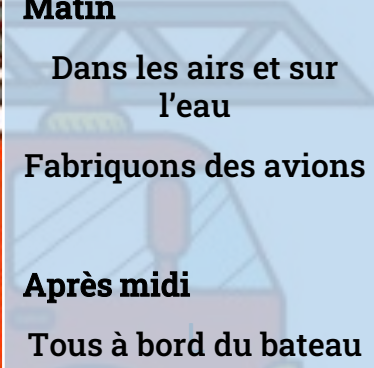 Matin
Dans les airs et sur
l'eau
Fabriquons des avions
Après midi
Tous à bord du bateau